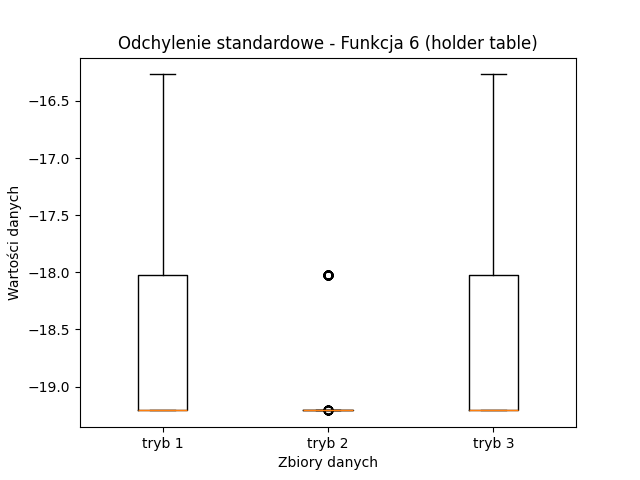 Odchylenie standardowe - Funkcja 6 (holder table)
Wartości danych
−16.5
−17.0
−17.5
−18.0
−18.5
−19.0
tryb 1
tryb 2
tryb 3
Zbiory danych